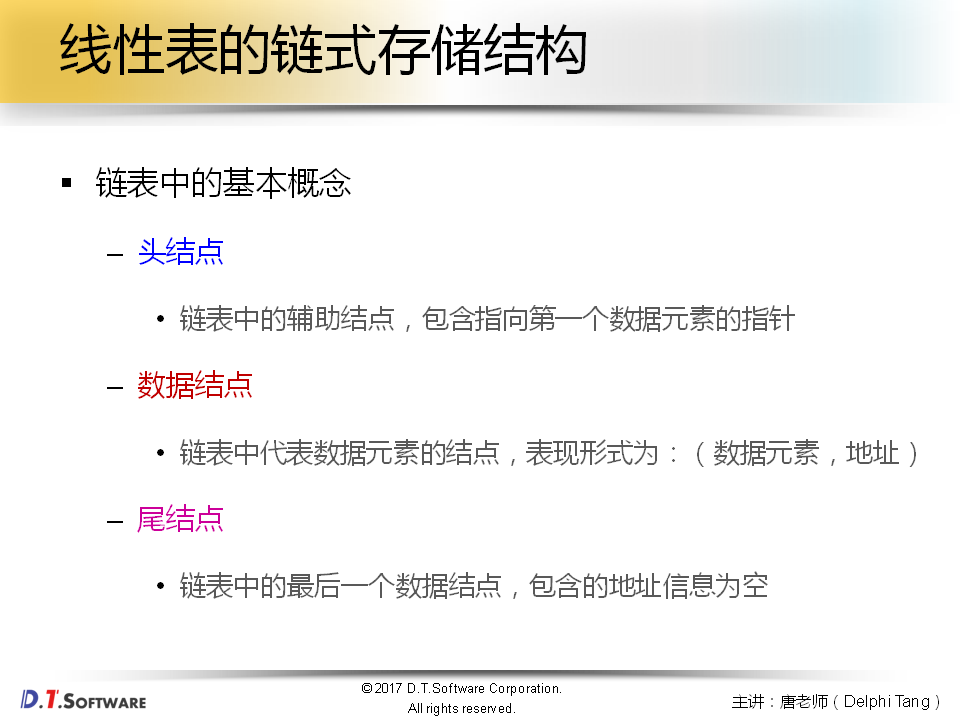 线性表的链式存储结构
▪ 链表中的基本概念
– 头结点
• 链表中的辅助结点，包含指向第一个数据元素的指针
– 数据结点
• 链表中代表数据元素的结点，表现形式为：（数据元素，地址）
– 尾结点
• 链表中的最后一个数据结点，包含的地址信息为空
D.T.SOFTWARE
©2017 D.T.Software Corporation.
All rights reserved.
主讲：唐老师（Delphi Tang）